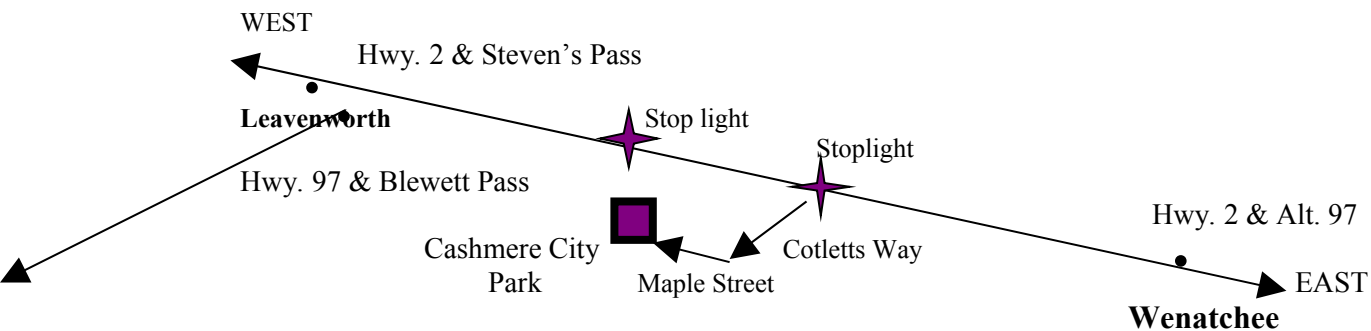 WEST
Hwy. 2 & Steven’s Pass
Leavenworth
Stop light
Stoplight
Hwy. 97 & Blewett Pass
Hwy. 2 & Alt. 97
Cashmere City
Park
Cotletts Way
Maple Street
EAST
Wenatchee